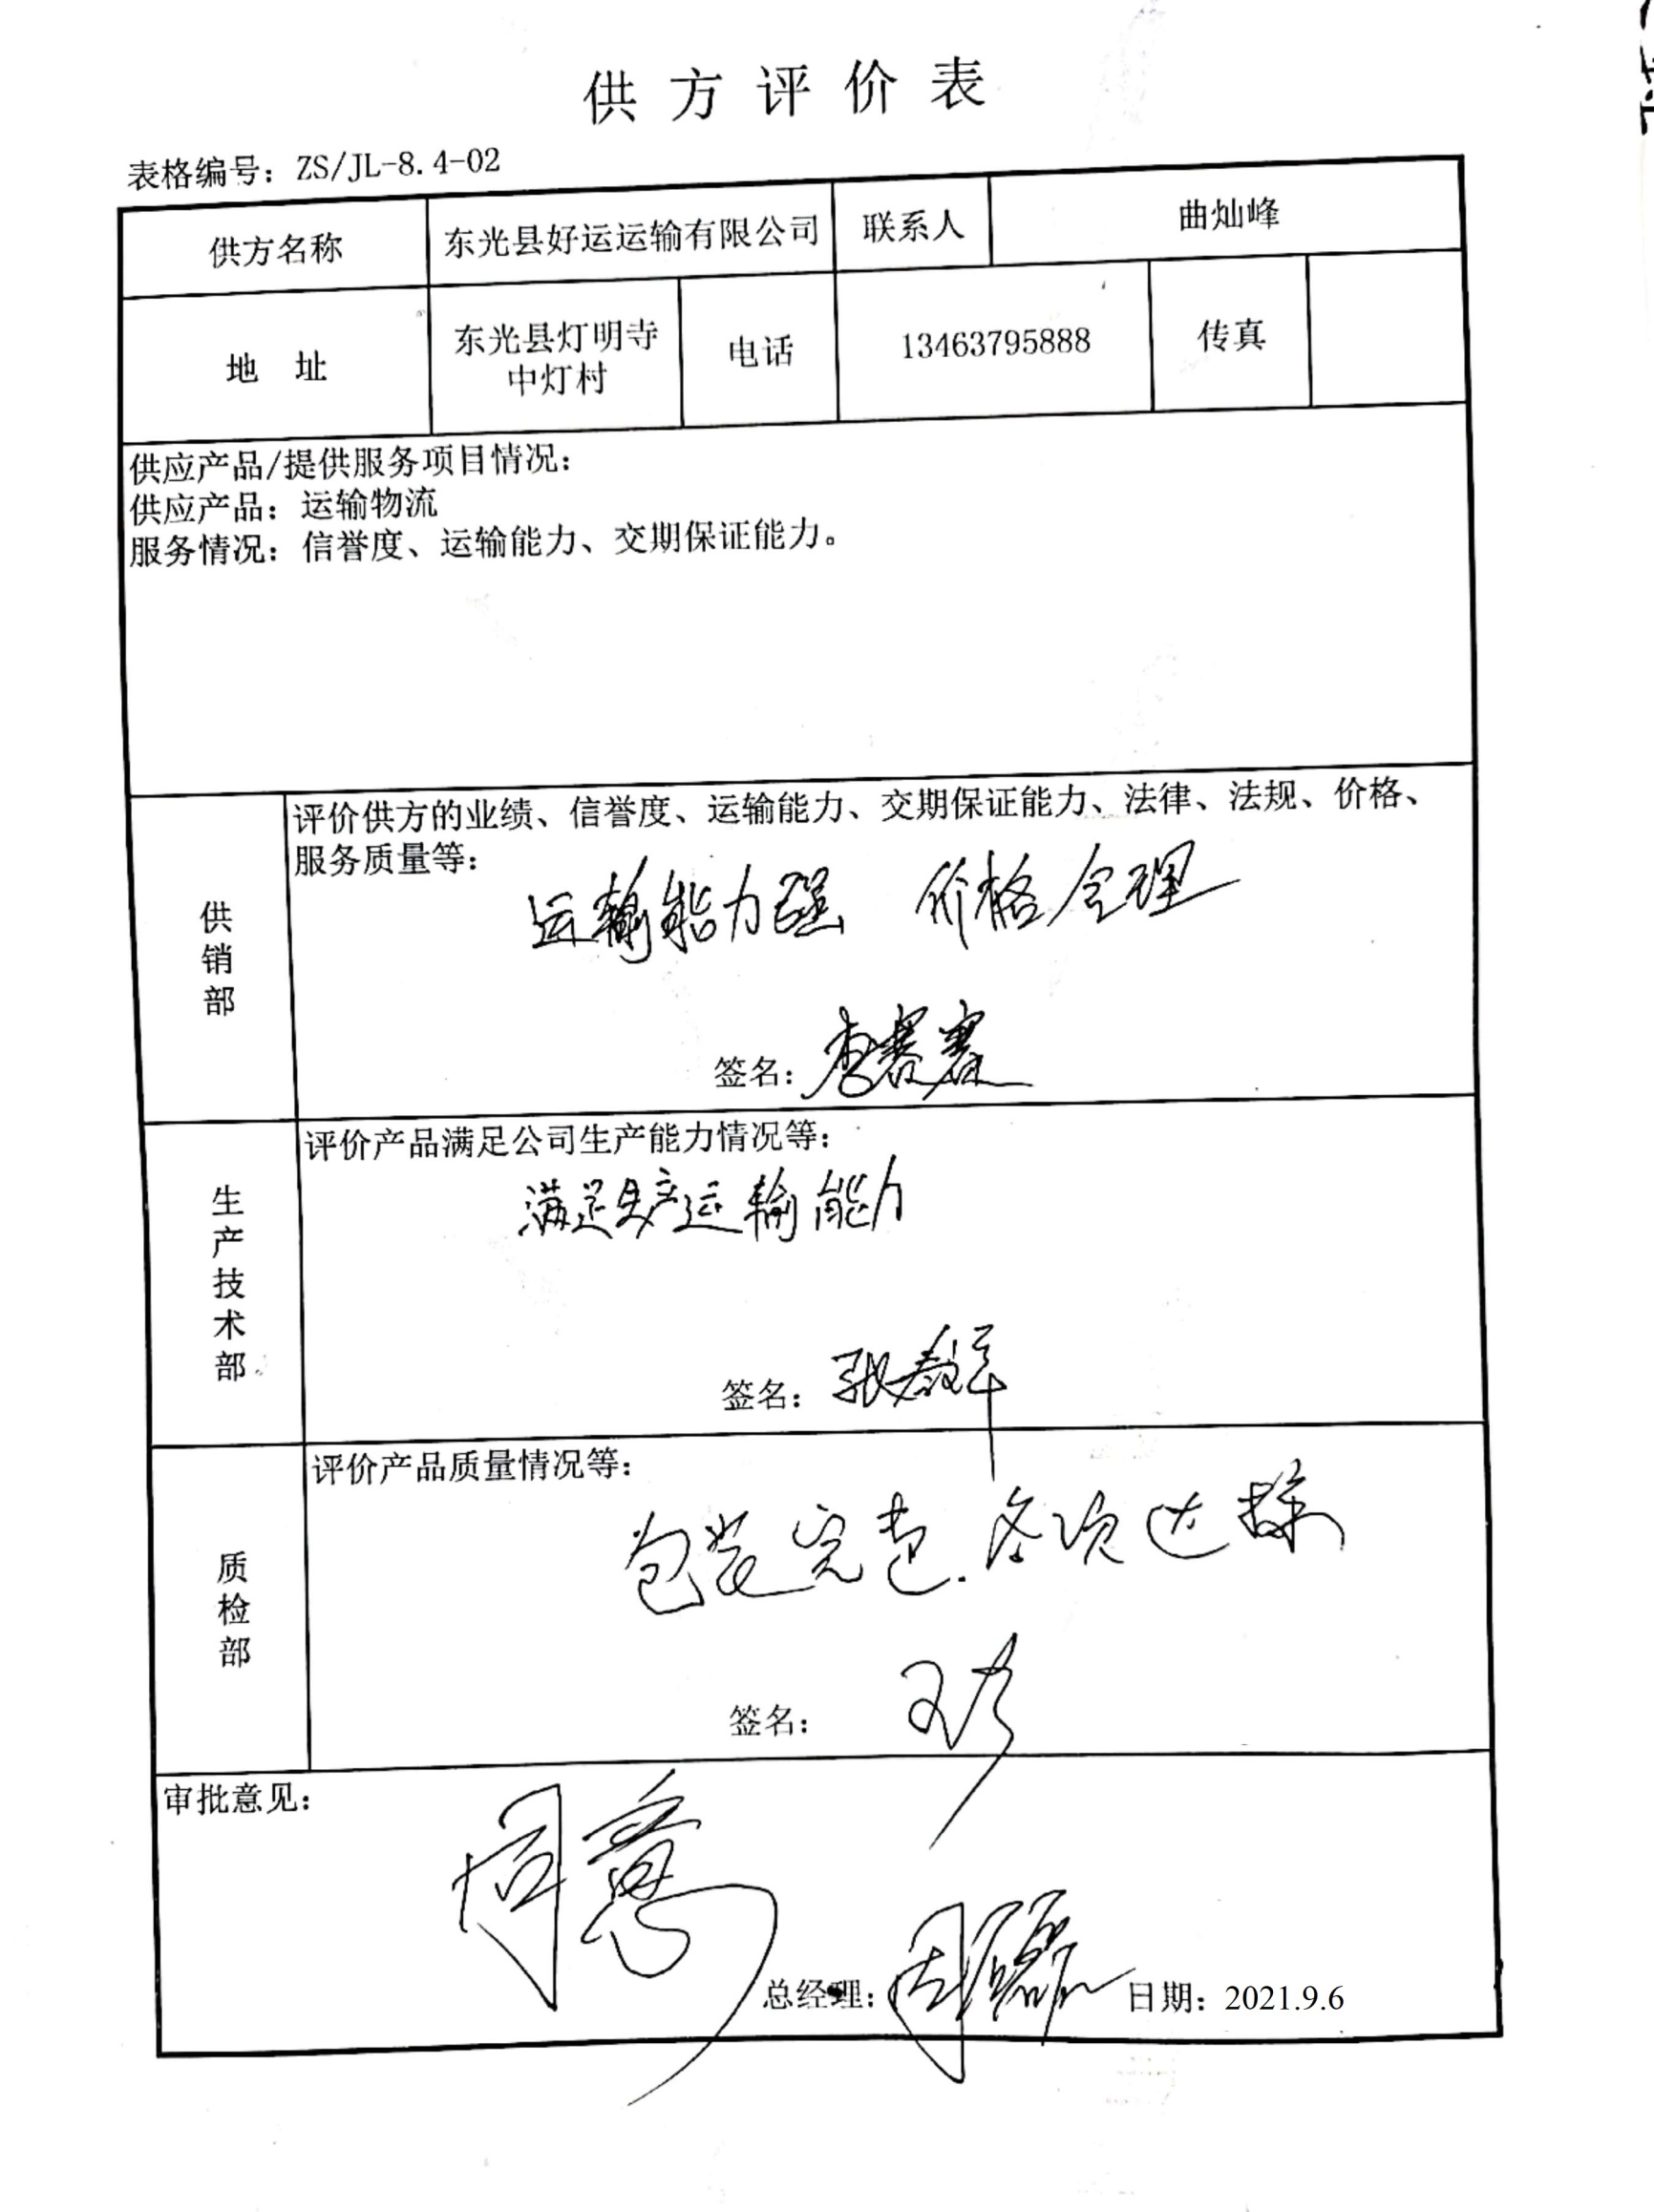 供方评价表
表格编号：ZS/JL-8.4-02
供方名称 东光县好运运输有限公司 联系人 曲灿峰
地 址 东光县灯明寺中灯村 电话 13463795888 传真
供应产品/提供服务项目情况：
供应产品：运输物流
服务情况：信誉度、运输能力、交期保证能力。
供销部
评价供方的业绩、信誉度、运输能力、交期保证能力、法律、法规、价格、
服务质量等：
运输能力强 价格合理
签名：李赛赛
生产技术部
评价产品满足公司生产能力情况等：
满足生产运输能力
签名：张
质检部
评价产品质量情况等：
包装完整.各项达标
签名：
审批意见：
同意
总经理：周磊 日期：2021.9.6